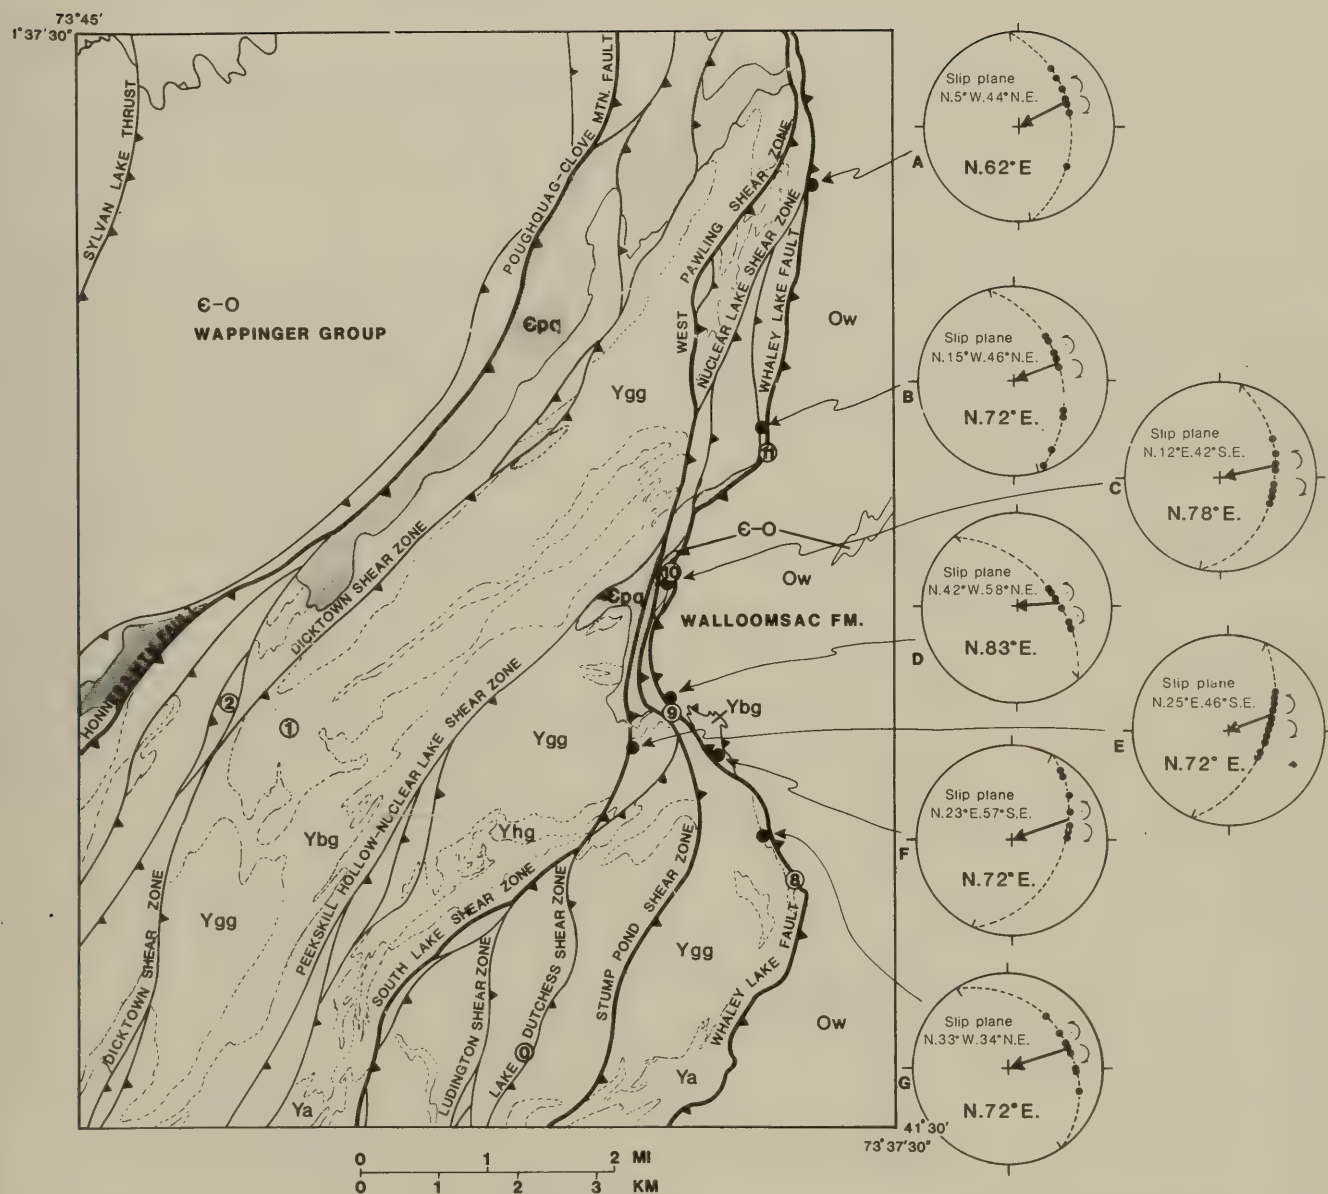 73°45'
1°37'30"
SYLVAN LAKE THRUST
POUGHQUAG-CLOVE MTN. FAULT
PAWLING SHEAR ZONE
WEST
NUCLEAR LAKE SHEAR ZONE
WHALEY LAKE FAULT
Є-O
WAPPINGER GROUP
Єpq
Ow
Ygg
11
DICKTOWN SHEAR ZONE
Є-O
10
Єpq
Ow
WALLOOMSAC FM.
2
1
9
Ybg
Ygg
PEEKSKILL HOLLOW-NUCLEAR LAKE SHEAR ZONE
Ybg
Yhg
8
Ygg
DICKTOWN SHEAR ZONE
SOUTH LAKE SHEAR ZONE
LUDINGTON SHEAR ZONE
LAKE DUTCHESS SHEAR ZONE
STUMP POND SHEAR ZONE
Ygg
WHALEY LAKE FAULT
Ow
Ya
Ya
41°30'
73°37'30"
0 1 2 MI
0 1 2 3 KM
A
Slip plane
N.5°W.44°N.E.
N.62°E
B
Slip plane
N.15°W.46°N.E.
N.72°E.
C
Slip plane
N.12°E.42°S.E.
N.78°E.
D
Slip plane
N.42°W.58°N.E.
N.83°E.
E
Slip plane
N.25°E.46°S.E.
N.72°E.
F
Slip plane
N.23°E.57°S.E.
N.72°E.
G
Slip plane
N.33°W.34°N.E.
N.72°E.